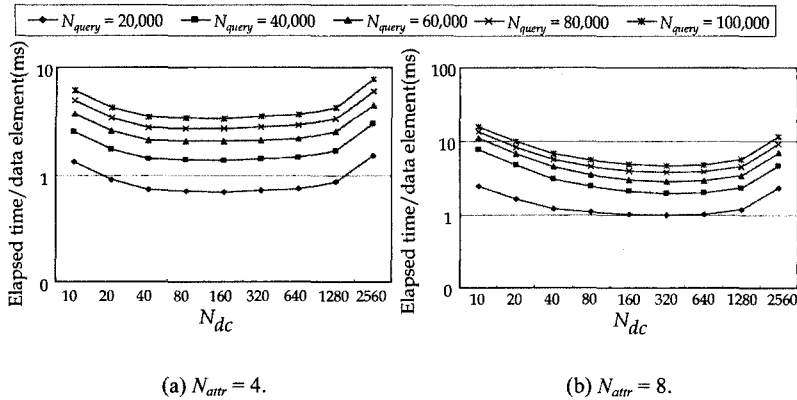 N_query = 20,000 N_query = 40,000 N_query = 60,000 N_query = 80,000 N_query = 100,000
Elapsed time/ data element(ms)
10
1
0
10 20 40 80 160 320 640 1280 2560
N_dc
(a) N_attr = 4.
Elapsed time/ data element(ms)
100
10
1
0
10 20 40 80 160 320 640 1280 2560
N_dc
(b) N_attr = 8.